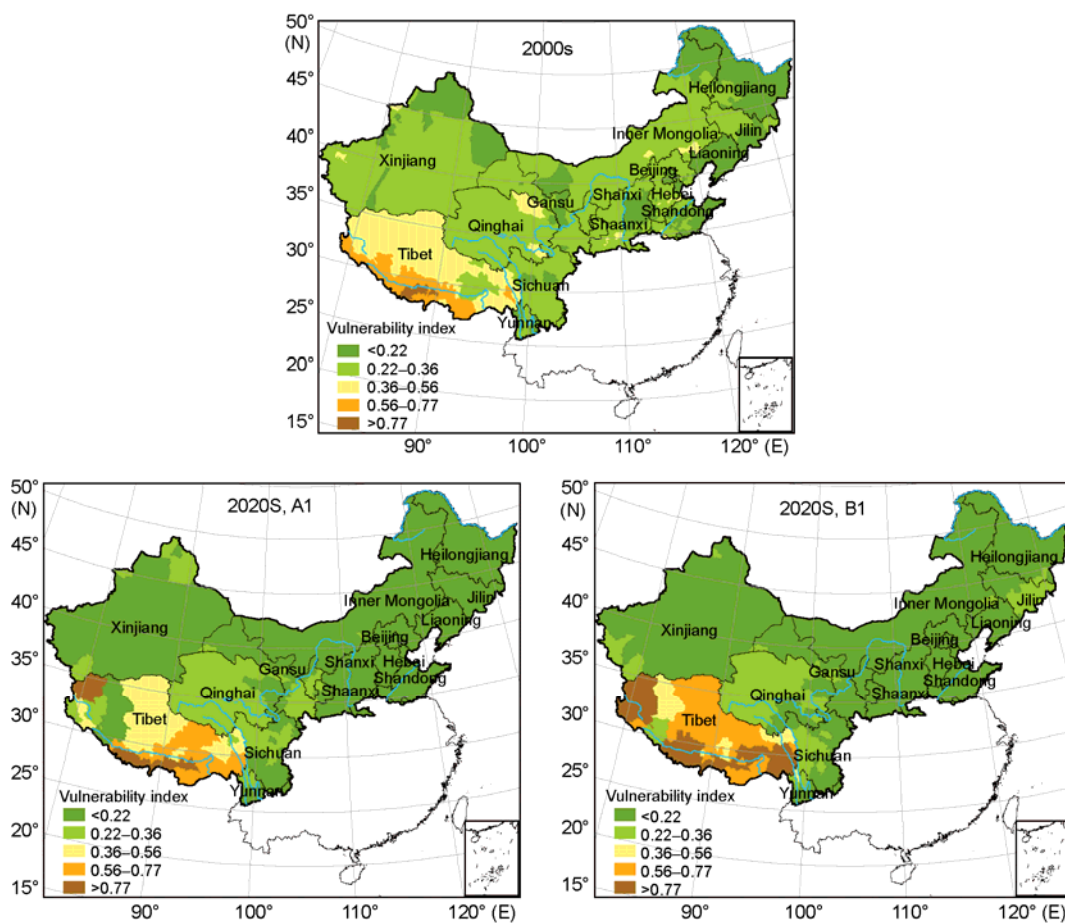 50°
(N)
2000s
45°
40°
35°
30°
25°
20°
15°
Heilongjiang
Jilin
Inner Mongolia
Liaoning
Xinjiang
Beijing
Shanxi
Hebei
Gansu
Shandong
Qinghai
Shaanxi
Tibet
Sichuan
Yunnan
Vulnerability index
<0.22
0.22–0.36
0.36–0.56
0.56–0.77
>0.77
90° 100° 110° 120° (E)
50°
(N)
2020S, A1
45°
40°
35°
30°
25°
20°
15°
Heilongjiang
Jilin
Inner Mongolia
Liaoning
Xinjiang
Beijing
Gansu
Shanxi
Hebei
Shandong
Qinghai
Shaanxi
Tibet
Sichuan
Yunnan
Vulnerability index
<0.22
0.22–0.36
0.36–0.56
0.56–0.77
>0.77
90° 100° 110° 120° (E)
50°
(N)
2020S, B1
45°
40°
35°
30°
25°
20°
15°
Heilongjiang
Jilin
Inner Mongolia
Liaoning
Xinjiang
Beijing
Gansu
Shanxi
Hebei
Shandong
Qinghai
Shaanxi
Tibet
Sichuan
Yunnan
Vulnerability index
<0.22
0.22–0.36
0.36–0.56
0.56–0.77
>0.77
90° 100° 110° 120° (E)